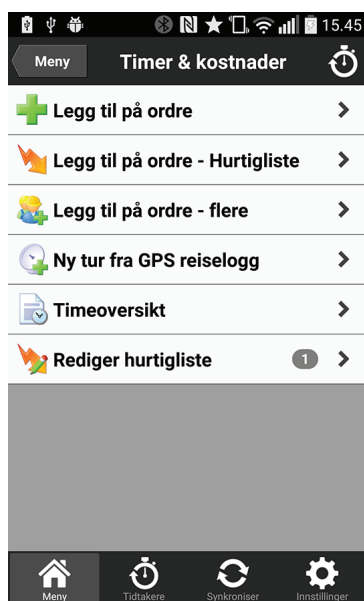 15.45
Meny
Timer & kostnader
Legg til på ordre
Legg til på ordre - Hurtigliste
Legg til på ordre - flere
Ny tur fra GPS reiselogg
Timeoversikt
Rediger hurtigliste 1
Meny Tidtakere Synkroniser Innstillinger